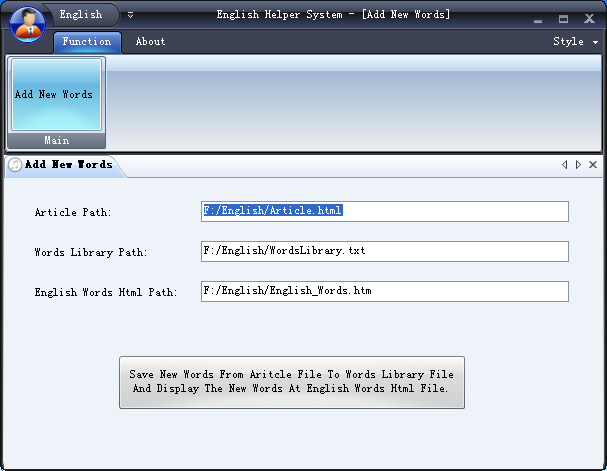 English
English Helper System - [Add New Words]
Function
About
Style
Add New Words
Main
Add New Words
Article Path:
F:/English/Article.html
Words Library Path:
F:/English/WordsLibrary.txt
English Words Html Path:
F:/English/English_Words.htm
Save New Words From Aritcle File To Words Library File
And Display The New Words At English Words Html File.